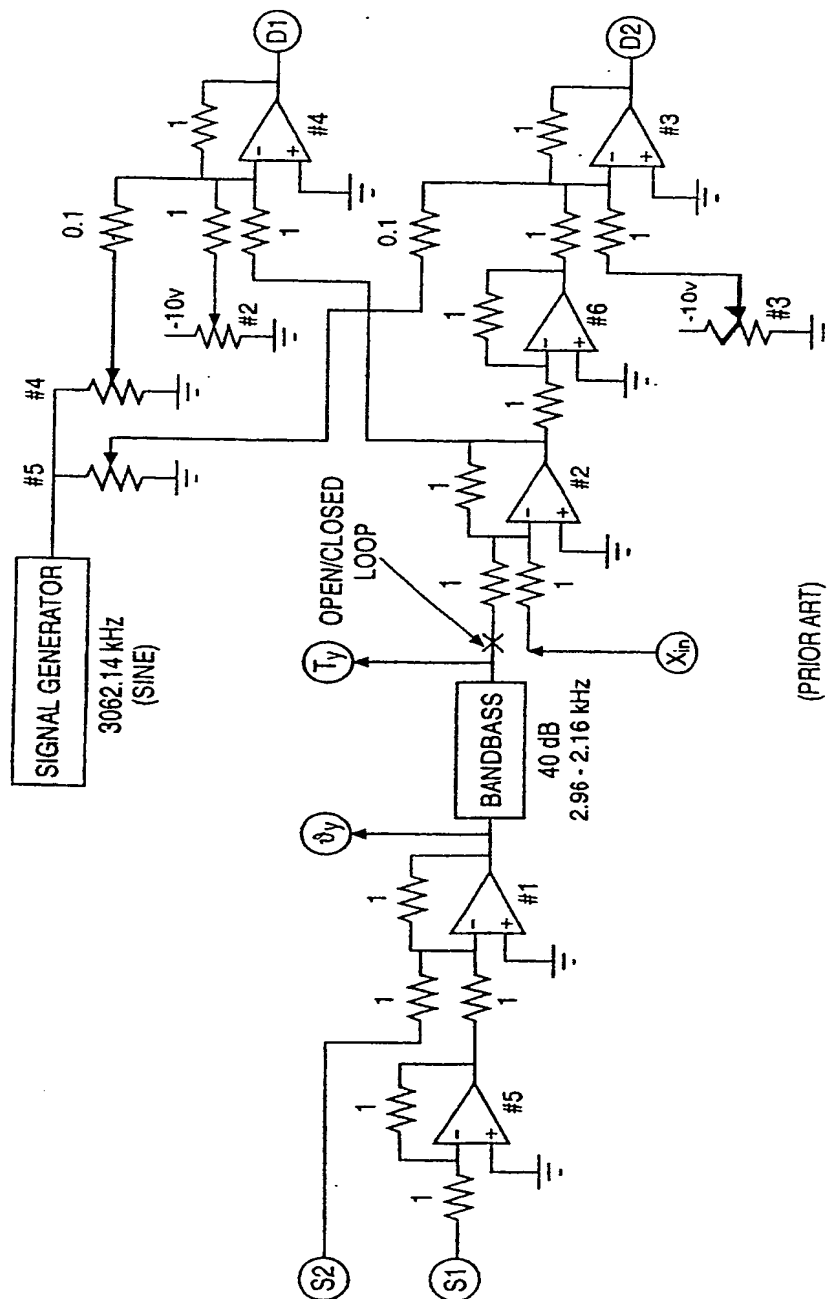 SIGNAL GENERATOR
3062.14 kHz
(SINE)
#5
#4
0.1
1
-10v
#2
1
1
#4
D1
OPEN/CLOSED
LOOP
0.1
1
-
+
#2
1
1
1
1
-
+
#6
1
1
1
-
+
#3
D2
-10v
#3
-
+
S2
S1
1
1
-
+
#5
1
1
1
-
+
#1
ϑy
BANDBASS
40 dB
2.96 - 2.16 kHz
Ty
Xin
(PRIOR ART)